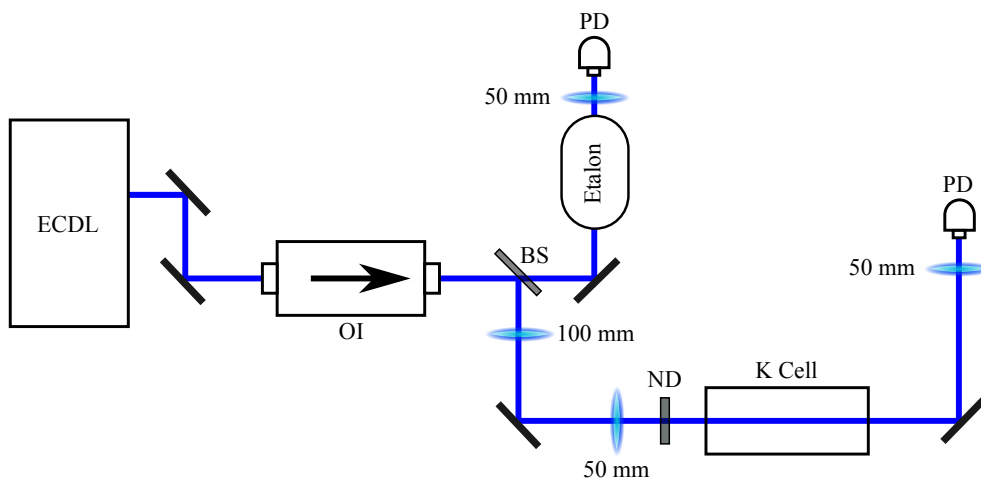 PD
50 mm
Etalon
ECDL
PD
BS
50 mm
OI
100 mm
ND
K Cell
50 mm